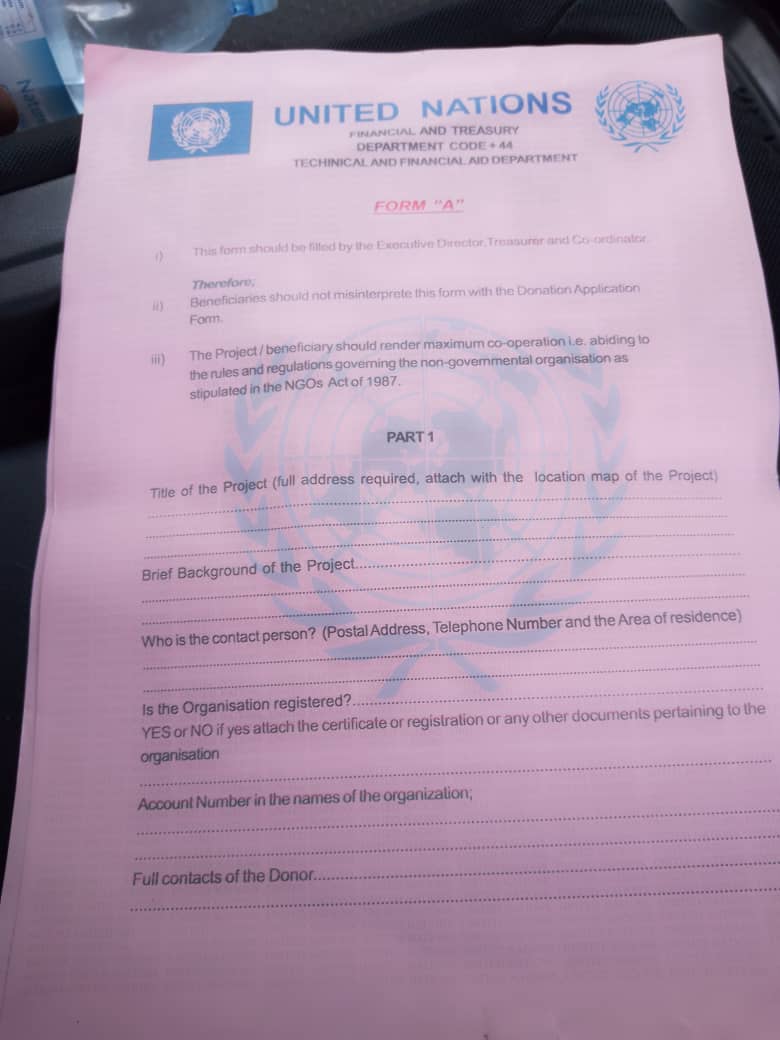 UNITED NATIONS
FINANCIAL AND TREASURY
DEPARTMENT CODE + 44
TECHINICAL AND FINANCIAL AID DEPARTMENT
FORM "A"
i) This form should be filled by the Executive Director,Treasurer and Co-ordinator.
Therefore;
ii) Beneficiaries should not misinterprete this form with the Donation Application
Form.
iii) The Project / beneficiary should render maximum co-operation i.e. abiding to
the rules and regulations governing the non-governmental organisation as
stipulated in the NGOs Act of 1987.
PART 1
Title of the Project (full address required, attach with the location map of the Project)
Brief Background of the Project
Who is the contact person? (Postal Address, Telephone Number and the Area of residence)
Is the Organisation registered?
YES or NO if yes attach the certificate or registration or any other documents pertaining to the
organisation
Account Number in the names of the organization;
Full contacts of the Donor